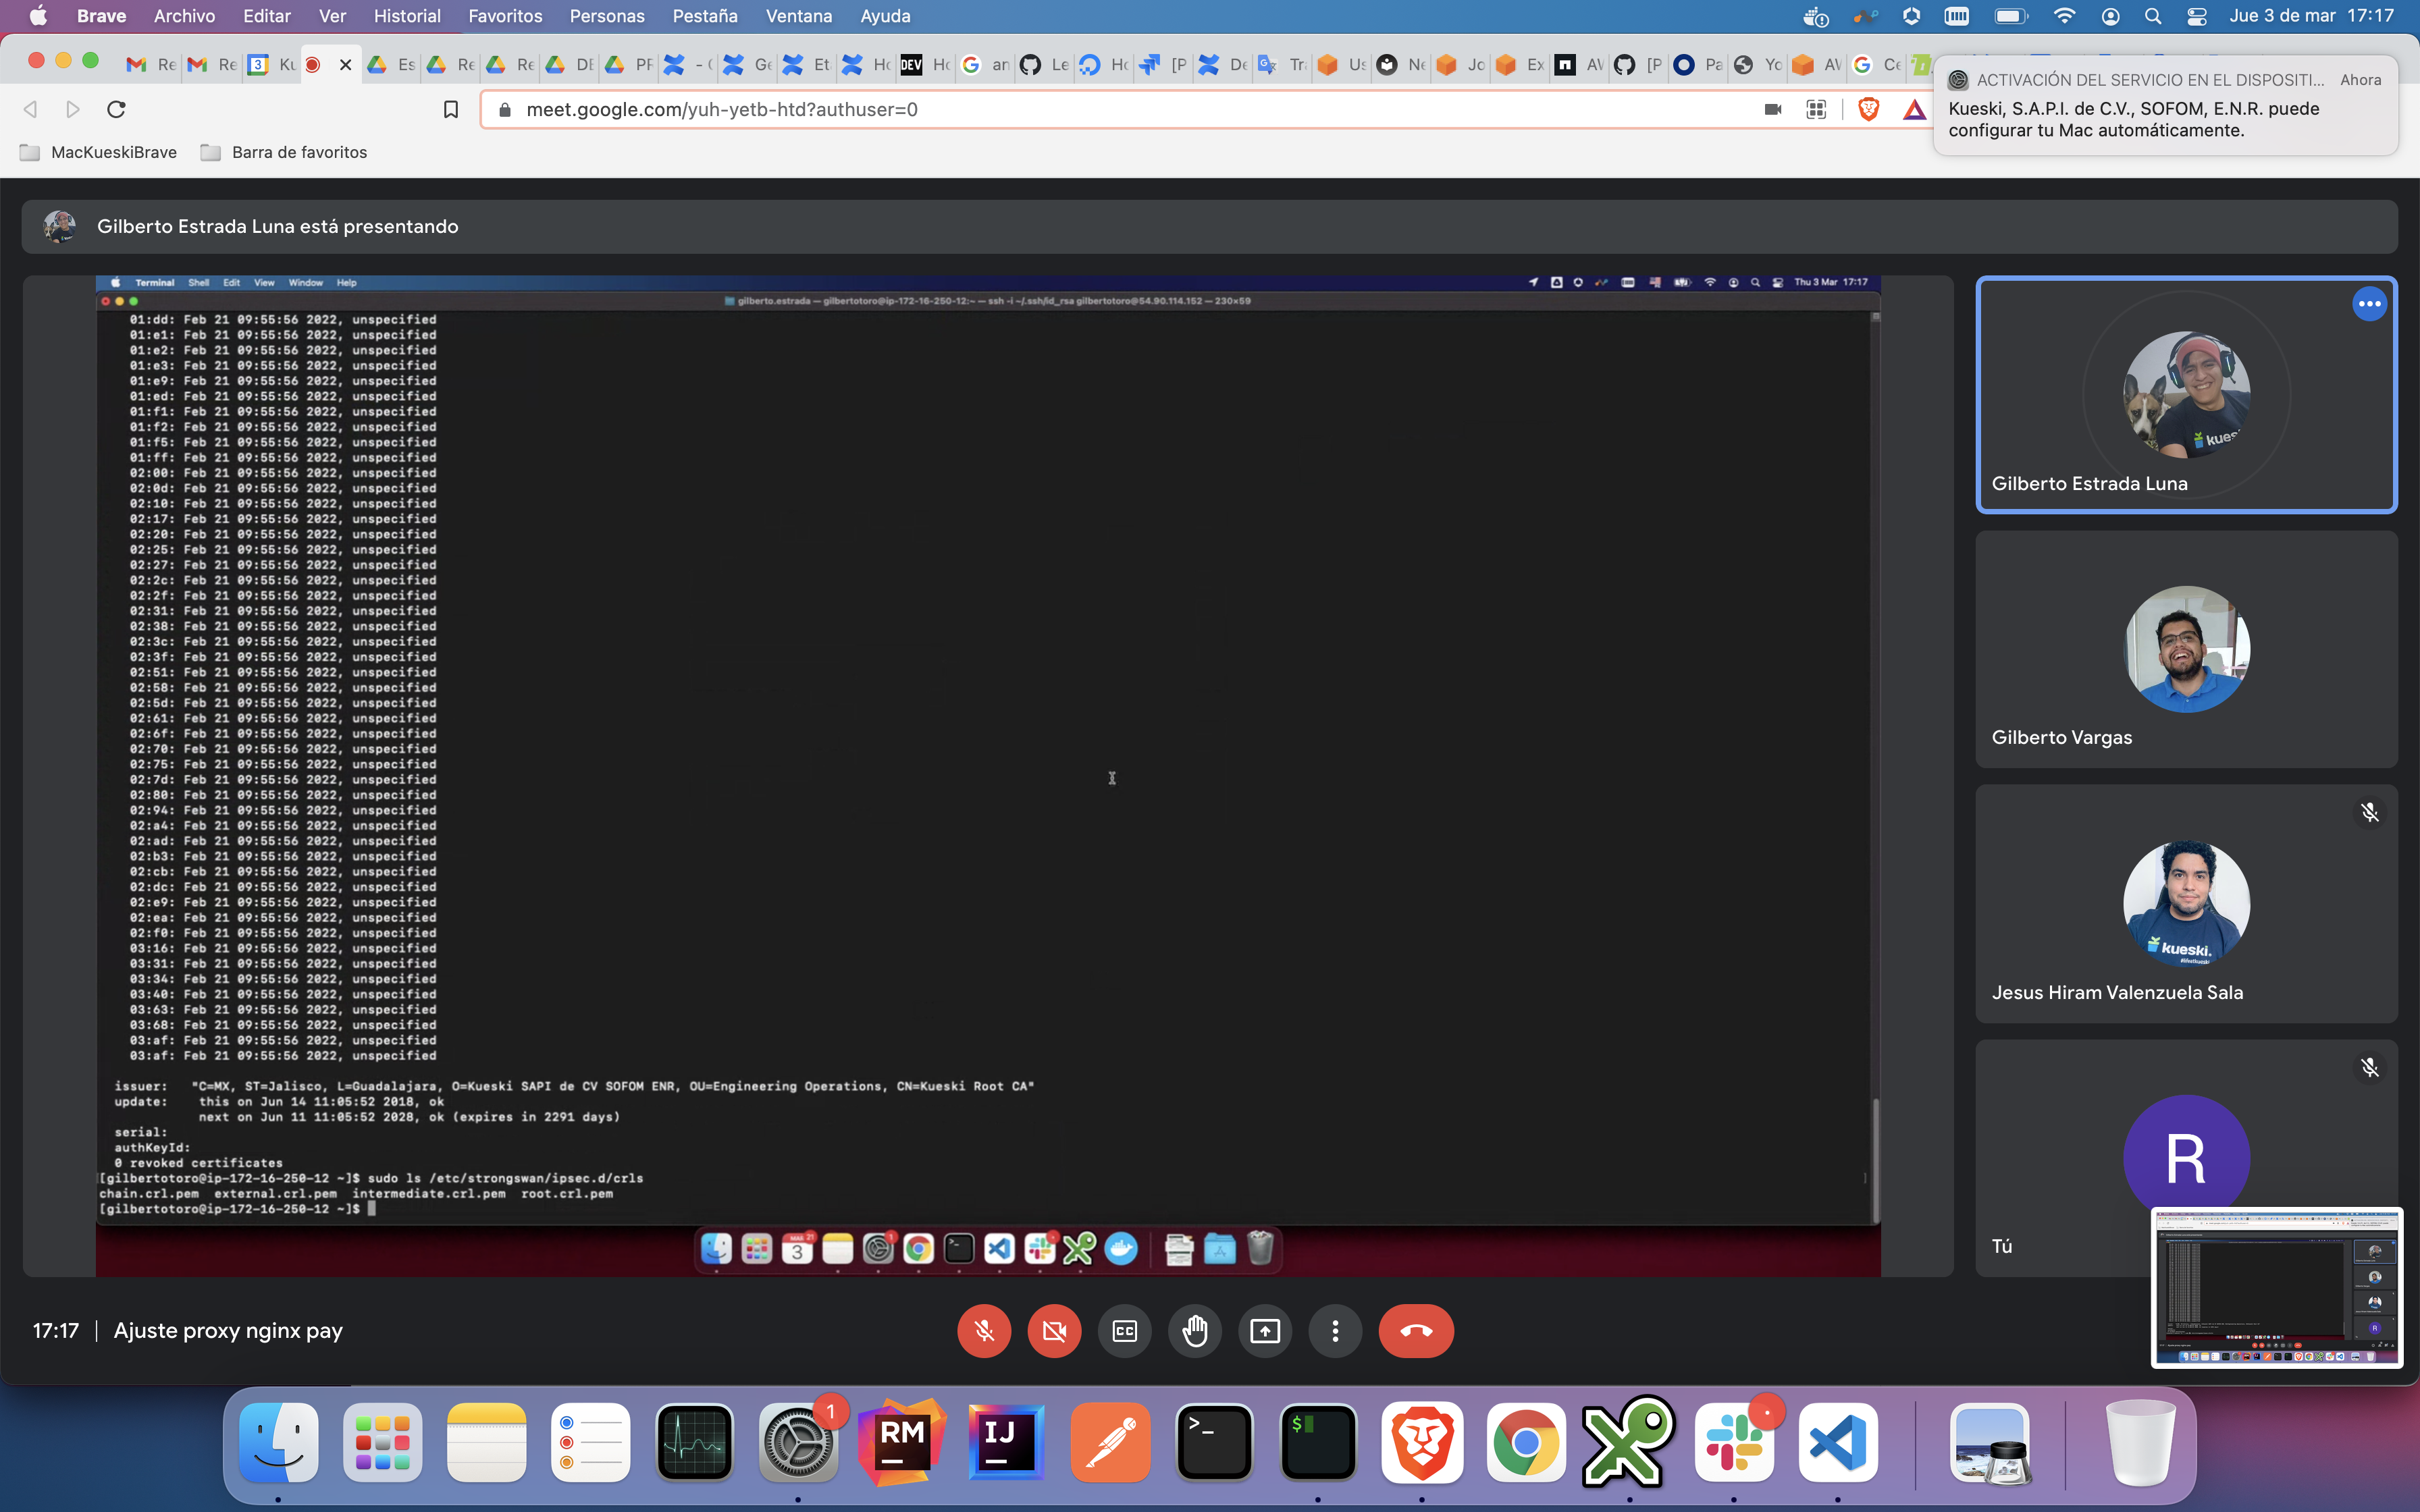 Brave Archivo Editar Ver Historial Favoritos Personas Pestaña Ventana Ayuda
Jue 3 de mar 17:17
Re
Re
Ku
Es
Re
Re
DE
PF
- (
Ge
Et
Ho
DEV
Ho
an
Le
Ho
[P
De
Tr
Us
Ne
Jo
Ex
AV
[P
Pa
Yo
AV
Ce
meet.google.com/yuh-yetb-htd?authuser=0
MacKueskiBrave
Barra de favoritos
ACTIVACIÓN DEL SERVICIO EN EL DISPOSITI...
Ahora
Kueski, S.A.P.I. de C.V., SOFOM, E.N.R. puede
configurar tu Mac automáticamente.
Gilberto Estrada Luna está presentando
Terminal Shell Edit View Window Help
Thu 3 Mar 17:17
gilberto.estrada — gilbertotoro@ip-172-16-250-12:~ — ssh -i ~/.ssh/id_rsa gilbertotoro@54.90.114.152 — 230×59
01:dd: Feb 21 09:55:56 2022, unspecified
01:e1: Feb 21 09:55:56 2022, unspecified
01:e2: Feb 21 09:55:56 2022, unspecified
01:e3: Feb 21 09:55:56 2022, unspecified
01:e9: Feb 21 09:55:56 2022, unspecified
01:ed: Feb 21 09:55:56 2022, unspecified
01:f1: Feb 21 09:55:56 2022, unspecified
01:f2: Feb 21 09:55:56 2022, unspecified
01:f5: Feb 21 09:55:56 2022, unspecified
01:ff: Feb 21 09:55:56 2022, unspecified
02:00: Feb 21 09:55:56 2022, unspecified
02:0d: Feb 21 09:55:56 2022, unspecified
02:10: Feb 21 09:55:56 2022, unspecified
02:17: Feb 21 09:55:56 2022, unspecified
02:20: Feb 21 09:55:56 2022, unspecified
02:25: Feb 21 09:55:56 2022, unspecified
02:27: Feb 21 09:55:56 2022, unspecified
02:2c: Feb 21 09:55:56 2022, unspecified
02:2f: Feb 21 09:55:56 2022, unspecified
02:31: Feb 21 09:55:56 2022, unspecified
02:38: Feb 21 09:55:56 2022, unspecified
02:3c: Feb 21 09:55:56 2022, unspecified
02:3f: Feb 21 09:55:56 2022, unspecified
02:51: Feb 21 09:55:56 2022, unspecified
02:58: Feb 21 09:55:56 2022, unspecified
02:5d: Feb 21 09:55:56 2022, unspecified
02:61: Feb 21 09:55:56 2022, unspecified
02:6f: Feb 21 09:55:56 2022, unspecified
02:70: Feb 21 09:55:56 2022, unspecified
02:75: Feb 21 09:55:56 2022, unspecified
02:7d: Feb 21 09:55:56 2022, unspecified
02:80: Feb 21 09:55:56 2022, unspecified
02:94: Feb 21 09:55:56 2022, unspecified
02:a4: Feb 21 09:55:56 2022, unspecified
02:ad: Feb 21 09:55:56 2022, unspecified
02:b3: Feb 21 09:55:56 2022, unspecified
02:cb: Feb 21 09:55:56 2022, unspecified
02:dc: Feb 21 09:55:56 2022, unspecified
02:e9: Feb 21 09:55:56 2022, unspecified
02:ea: Feb 21 09:55:56 2022, unspecified
02:f0: Feb 21 09:55:56 2022, unspecified
03:16: Feb 21 09:55:56 2022, unspecified
03:31: Feb 21 09:55:56 2022, unspecified
03:34: Feb 21 09:55:56 2022, unspecified
03:40: Feb 21 09:55:56 2022, unspecified
03:63: Feb 21 09:55:56 2022, unspecified
03:68: Feb 21 09:55:56 2022, unspecified
03:af: Feb 21 09:55:56 2022, unspecified
03:af: Feb 21 09:55:56 2022, unspecified
issuer: "C=MX, ST=Jalisco, L=Guadalajara, O=Kueski SAPI de CV SOFOM ENR, OU=Engineering Operations, CN=Kueski Root CA"
update: this on Jun 14 11:05:52 2018, ok
next on Jun 11 11:05:52 2028, ok (expires in 2291 days)
serial:
authKeyId:
0 revoked certificates
[gilbertotoro@ip-172-16-250-12 ~]$ sudo ls /etc/strongswan/ipsec.d/crls
chain.crl.pem external.crl.pem intermediate.crl.pem root.crl.pem
[gilbertotoro@ip-172-16-250-12 ~]$
Gilberto Estrada Luna
Gilberto Vargas
kueski.
Jesus Hiram Valenzuela Sala
R
Tú
17:17 | Ajuste proxy nginx pay
1
RM
IJ